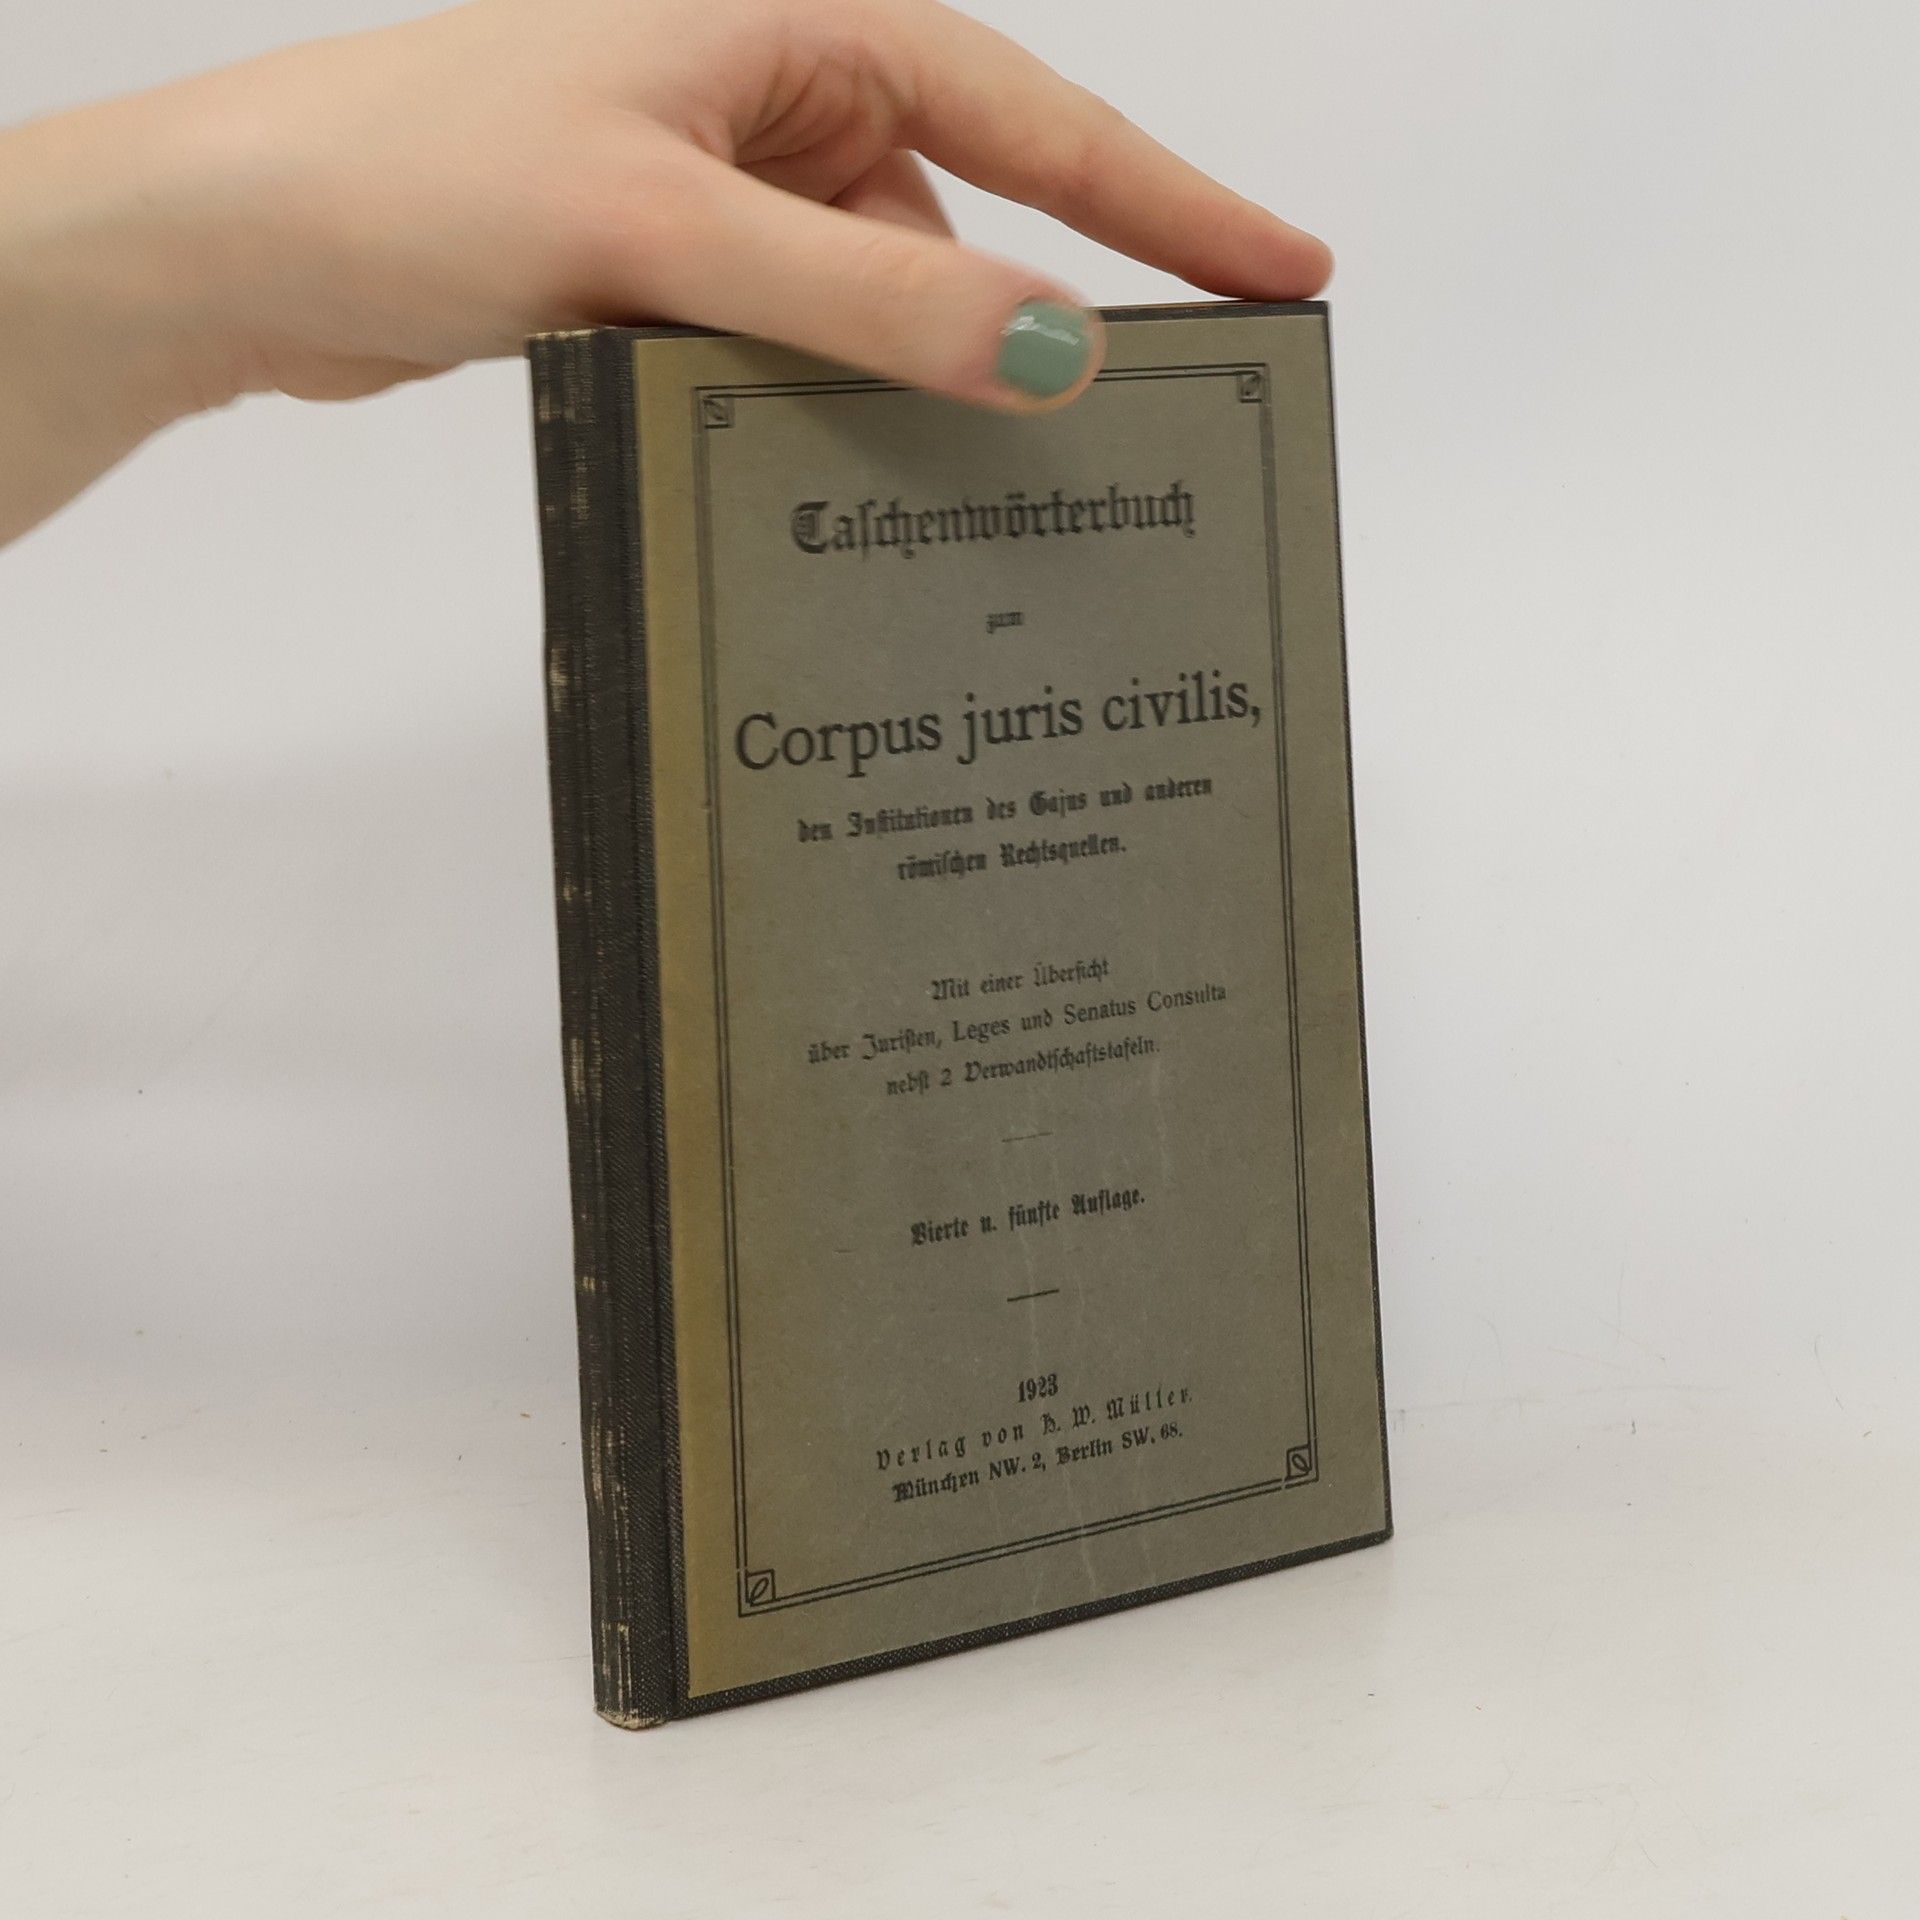 Taschenwörterbuch
zum
Corpus juris civilis,
den Institutionen des Gajus und anderen
römischen Rechtsquellen.
Mit einer Übersicht
über Juristen, Leges und Senatus Consulta
nebst 2 Verwandtschaftstafeln.
Vierte u. fünfte Auflage.
1923
Verlag von H. W. Müller.
München NW. 2, Berlin SW. 68.